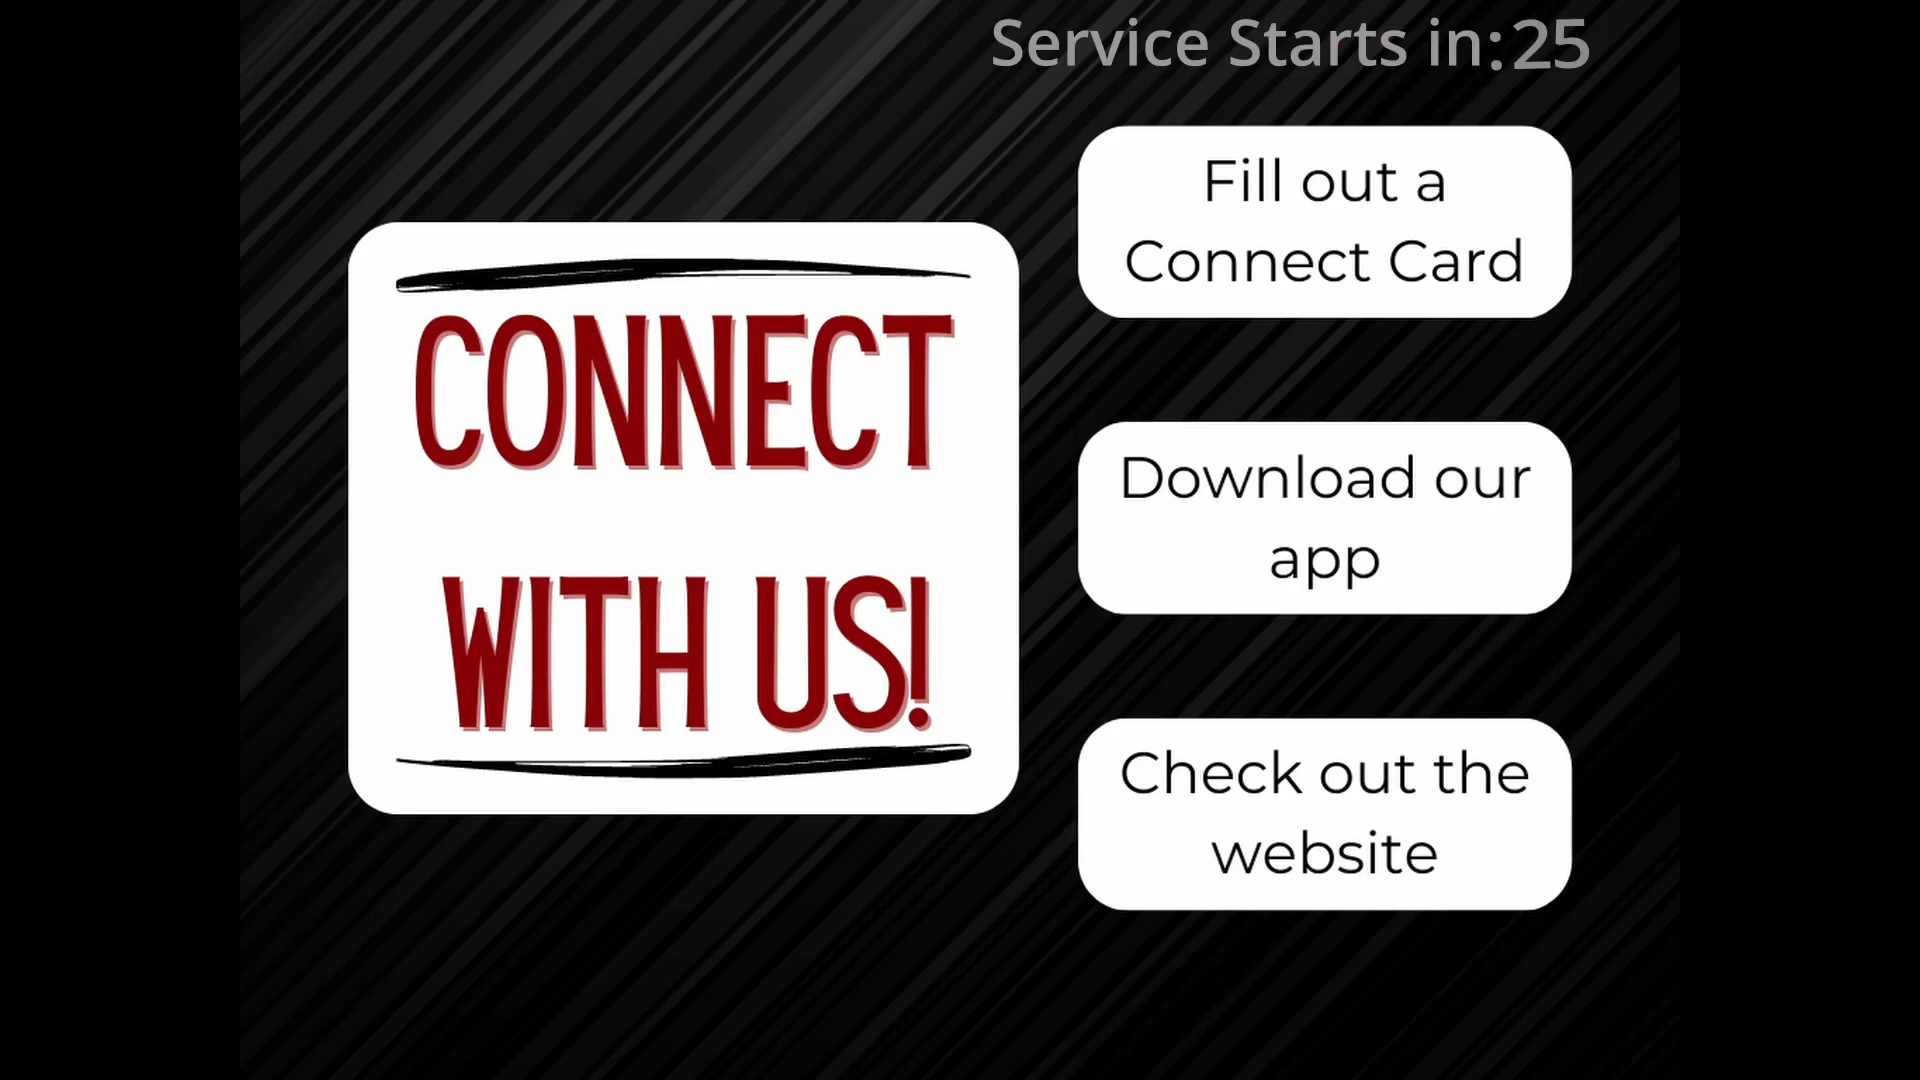 Service Starts in:25
CONNECT
WITH US!
Fill out a
Connect Card
Download our
app
Check out the
website